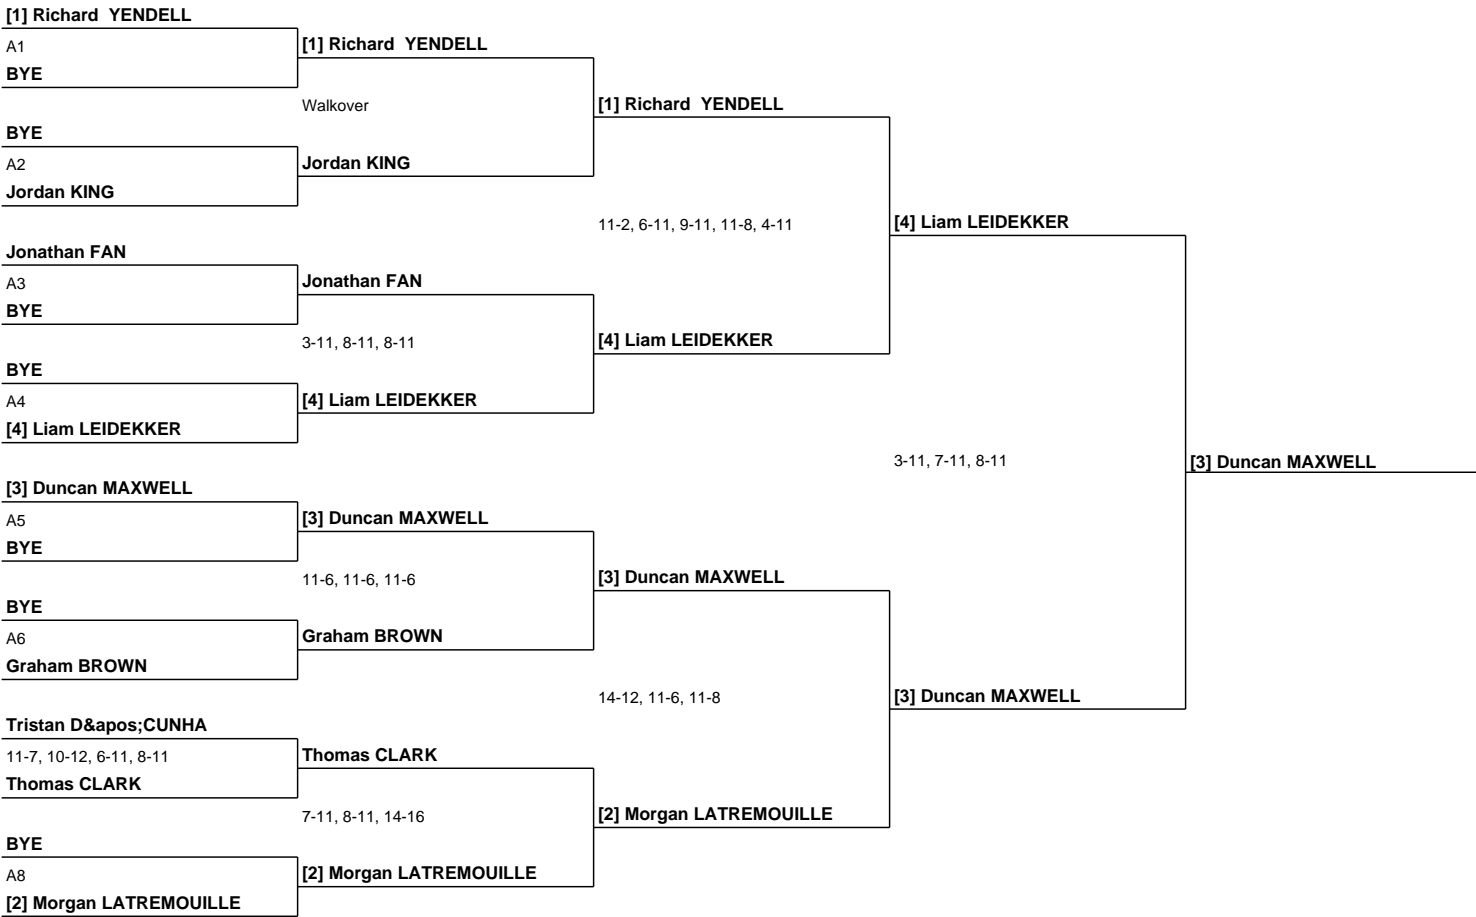 [1] Richard  YENDELL
A1
BYE
BYE
A2
Jordan KING
Jonathan FAN
A3
BYE
BYE
A4
[4] Liam LEIDEKKER
[3] Duncan MAXWELL
A5
BYE
BYE
A6
Graham BROWN
Tristan D&apos;CUNHA
11-7, 10-12, 6-11, 8-11
Thomas CLARK
BYE
A8
[2] Morgan LATREMOUILLE
[1] Richard  YENDELL
Walkover
Jordan KING
Jonathan FAN
3-11, 8-11, 8-11
[4] Liam LEIDEKKER
[3] Duncan MAXWELL
11-6, 11-6, 11-6
Graham BROWN
Thomas CLARK
7-11, 8-11, 14-16
[2] Morgan LATREMOUILLE
[1] Richard  YENDELL
11-2, 6-11, 9-11, 11-8, 4-11
[4] Liam LEIDEKKER
[3] Duncan MAXWELL
14-12, 11-6, 11-8
[2] Morgan LATREMOUILLE
[4] Liam LEIDEKKER
3-11, 7-11, 8-11
[3] Duncan MAXWELL
[3] Duncan MAXWELL